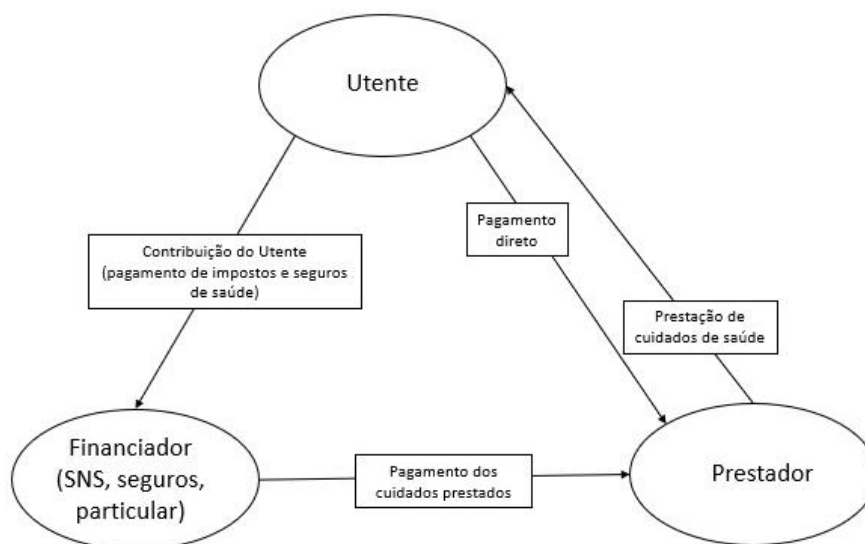 Utente
Pagamento
direto
Contribuição do Utente
(pagamento de impostos e seguros
de saúde)
Prestação de
cuidados de saúde
Financiador
(SNS, seguros,
particular)
Pagamento dos
cuidados prestados
Prestador